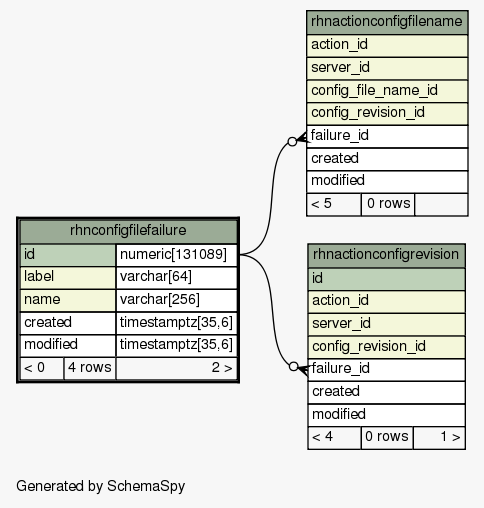 rhnactionconfigfilename
action_id
server_id
config_file_name_id
config_revision_id
failure_id
created
modified
< 5 0 rows
rhnconfigfilefailure
id numeric[131089]
label varchar[64]
name varchar[256]
created timestamptz[35,6]
modified timestamptz[35,6]
< 0 4 rows 2 >
rhnactionconfigrevision
id
action_id
server_id
config_revision_id
failure_id
created
modified
< 4 0 rows 1 >
Generated by SchemaSpy